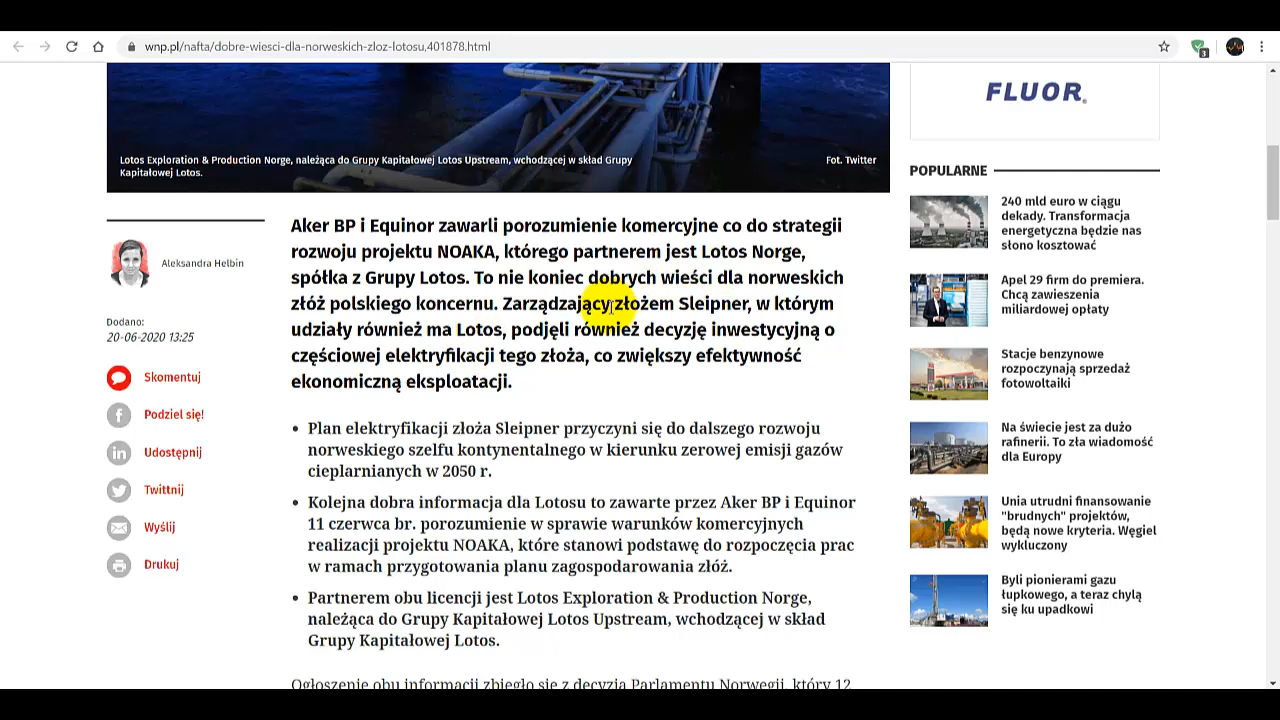 wnp.pl/nafta/dobre-wiesci-dla-norweskich-zloz-lotosu,401878.html
3
Lotos Exploration & Production Norge, należąca do Grupy Kapitałowej Lotos Upstream, wchodzącej w skład Grupy
Kapitałowej Lotos.
Fot. Twitter
Aleksandra Helbin
Dodano:
20-06-2020 13:25
Skomentuj
Podziel się!
Udostępnij
Twittnij
Wyślij
Drukuj
Aker BP i Equinor zawarli porozumienie komercyjne co do strategii
rozwoju projektu NOAKA, którego partnerem jest Lotos Norge,
spółka z Grupy Lotos. To nie koniec dobrych wieści dla norweskich
złóż polskiego koncernu. Zarządzający złożem Sleipner, w którym
udziały również ma Lotos, podjęli również decyzję inwestycyjną o
częściowej elektryfikacji tego złoża, co zwiększy efektywność
ekonomiczną eksploatacji.
• Plan elektryfikacji złoża Sleipner przyczyni się do dalszego rozwoju
norweskiego szelfu kontynentalnego w kierunku zerowej emisji gazów
cieplarnianych w 2050 r.
• Kolejna dobra informacja dla Lotosu to zawarte przez Aker BP i Equinor
11 czerwca br. porozumienie w sprawie warunków komercyjnych
realizacji projektu NOAKA, które stanowi podstawę do rozpoczęcia prac
w ramach przygotowania planu zagospodarowania złóż.
• Partnerem obu licencji jest Lotos Exploration & Production Norge,
należąca do Grupy Kapitałowej Lotos Upstream, wchodzącej w skład
Grupy Kapitałowej Lotos.
Ogłoszenie obu informacji zbiegło się z decyzją Parlamentu Norwegii, który 12
FLUOR®
POPULARNE
240 mld euro w ciągu
dekady. Transformacja
energetyczna będzie nas
słono kosztować
Apel 29 firm do premiera.
Chcą zawieszenia
miliardowej opłaty
Stacje benzynowe
rozpoczynają sprzedaż
fotowoltaiki
Na świecie jest za dużo
rafinerii. To zła wiadomość
dla Europy
Unia utrudni finansowanie
"brudnych" projektów,
będą nowe kryteria. Węgiel
wykluczony
Byli pionierami gazu
łupkowego, a teraz chylą
się ku upadkowi